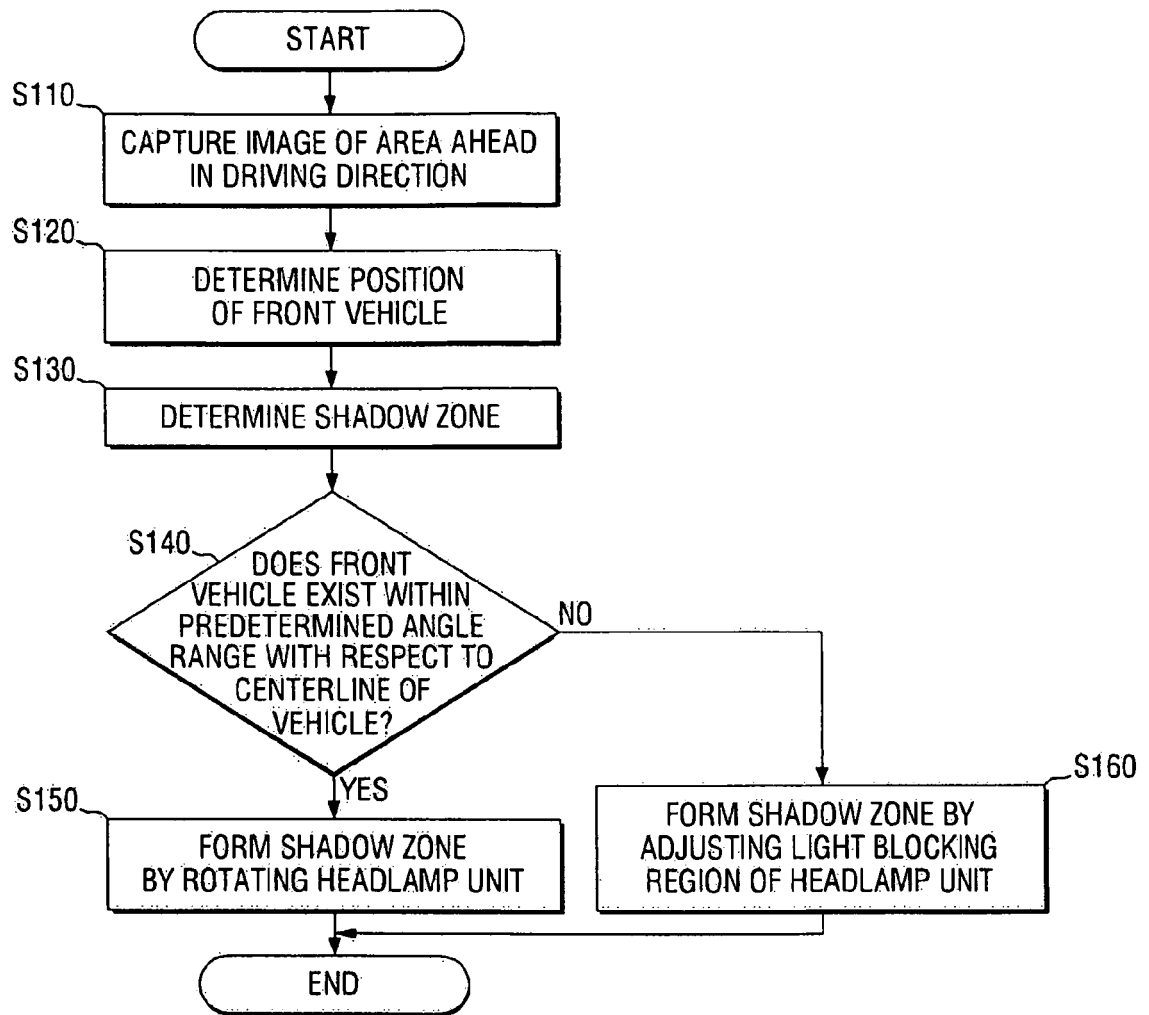 START
S110
CAPTURE IMAGE OF AREA AHEAD
IN DRIVING DIRECTION
S120
DETERMINE POSITION
OF FRONT VEHICLE
S130
DETERMINE SHADOW ZONE
S140
DOES FRONT
VEHICLE EXIST WITHIN
PREDETERMINED ANGLE
RANGE WITH RESPECT TO
CENTERLINE OF
VEHICLE?
NO
YES
S150
FORM SHADOW ZONE
BY ROTATING HEADLAMP UNIT
S160
FORM SHADOW ZONE BY
ADJUSTING LIGHT BLOCKING
REGION OF HEADLAMP UNIT
END